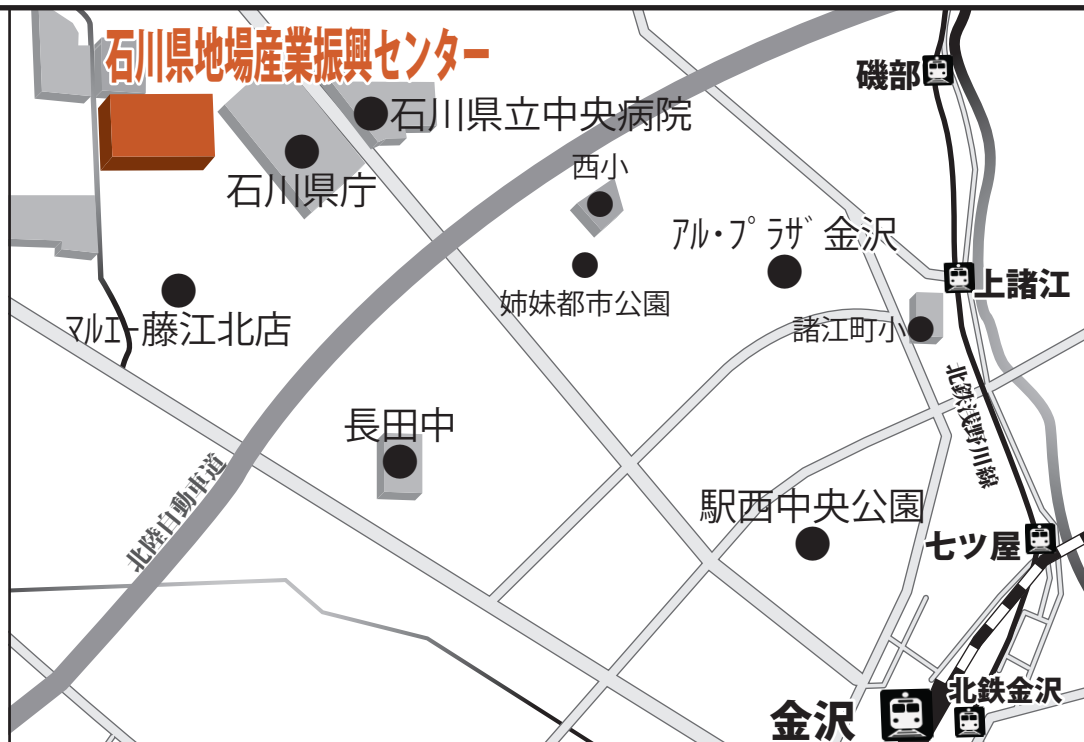 石川県地場産業振興センター
磯部
石川県立中央病院
西小
石川県庁
アル・プラザ 金沢
上諸江
姉妹都市公園
マルエー藤江北店
諸江町小
北鉄浅野川線
長田中
北陸自動車道
駅西中央公園
七ツ屋
北鉄金沢
金沢